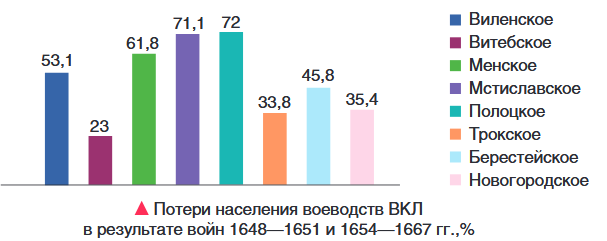 53,1
23
61,8
71,1
72
33,8
45,8
35,4
Виленское
Витебское
Менское
Мстиславское
Полоцкое
Трокское
Берестейское
Новогородское
Потери населения воеводств ВКЛ
в результате войн 1648—1651 и 1654—1667 гг.,%